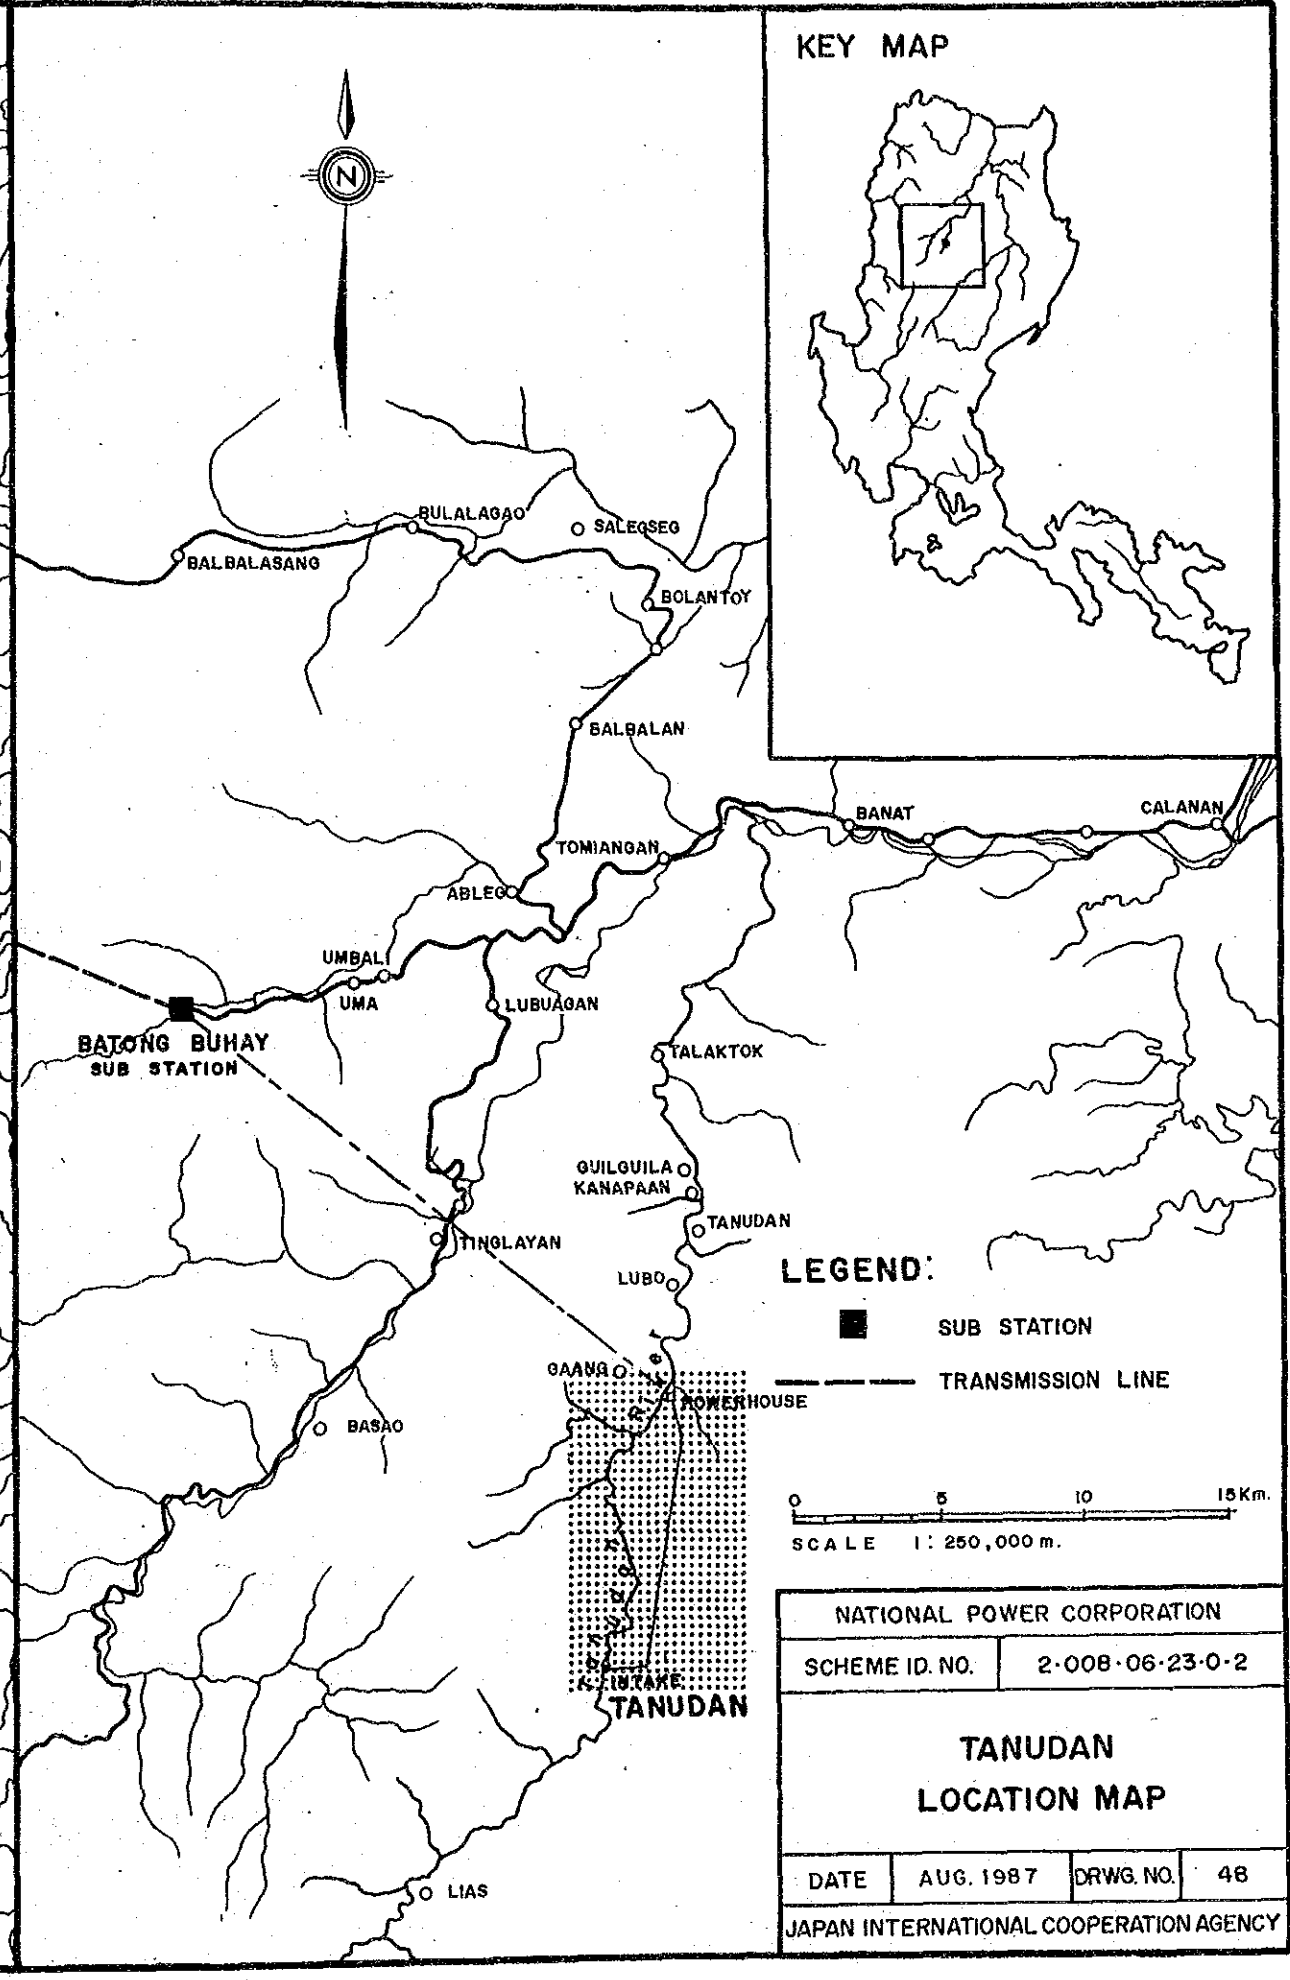 KEY MAP
N
BULALAGAO
SALEGSEG
BALBALASANG
BOLANTOY
BALBALAN
BANAT
CALANAN
TOMIANGAN
ABLEG
UMBALI
UMA
LUBUAGAN
BATONG BUHAY
SUB STATION
TALAKTOK
GUILGUILA
KANAPAAN
TANUDAN
TINGLAYAN
LUBO
LEGEND:
SUB STATION
TRANSMISSION LINE
GAANG
POWERHOUSE
BASAO
Tanudan River
INTAKE
TANUDAN
LIAS
0 5 10 15Km.
SCALE 1:250,000m.
NATIONAL POWER CORPORATION
SCHEME ID. NO. 2·008·06·23·0·2
TANUDAN
LOCATION MAP
DATE AUG. 1987 DRWG. NO. 48
JAPAN INTERNATIONAL COOPERATION AGENCY